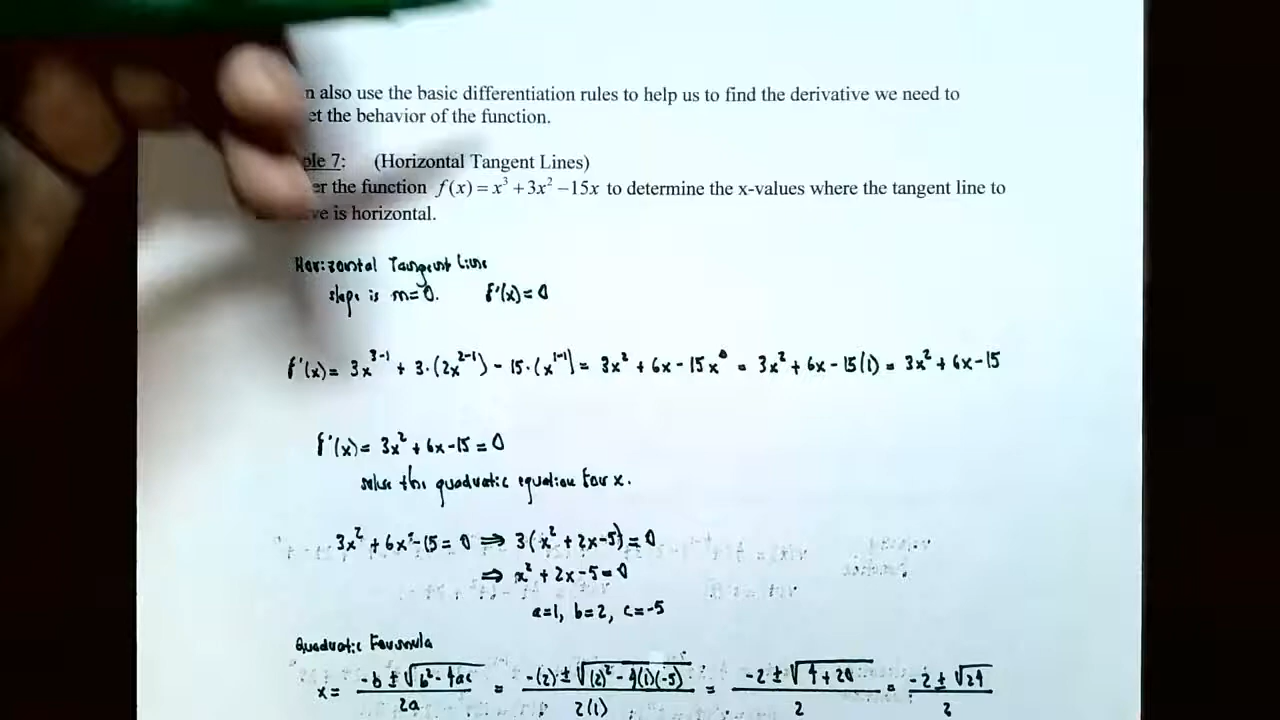 n also use the basic differentiation rules to help us to find the derivative we need to
et the behavior of the function.
ple 7: (Horizontal Tangent Lines)
er the function f(x) = x³ + 3x² − 15x to determine the x-values where the tangent line to
ve is horizontal.
Horizontal Tangent Line
slope is m=0. f'(x) = 0
f'(x) = 3x³⁻¹ + 3·(2x²⁻¹) − 15·(x¹⁻¹) = 3x² + 6x − 15x⁰ = 3x² + 6x − 15(1) = 3x² + 6x − 15
f'(x) = 3x² + 6x − 15 = 0
solve this quadratic equation for x.
3x² + 6x − 15 = 0 ⇒ 3(x² + 2x − 5) = 0
⇒ x² + 2x − 5 = 0
a=1, b=2, c=-5
Quadratic Formula
x = (-b ± √(b² − 4ac))/(2a) = (-(2) ± √((2)² − 4(1)(-5)))/(2(1)) = (-2 ± √(4 + 20))/2 = (-2 ± √24)/2